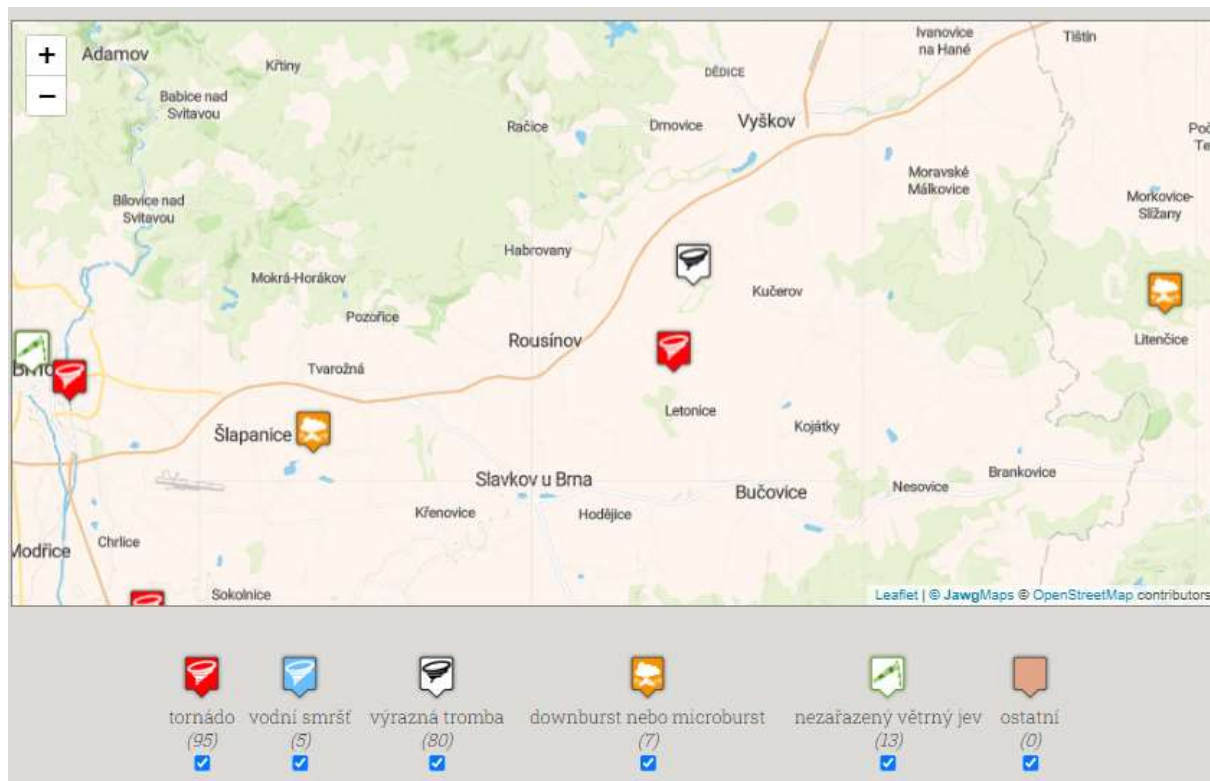 +
−
Adamov
Křtiny
Ivanovice
na Hané
Tištín
DĚDICE
Babice nad
Svitavou
Račice
Drnovice
Vyškov
Moravské
Málkovice
Bílovice nad
Svitavou
Morkovice-
Slížany
Habrovany
Mokrá-Horákov
Kučerov
Pozořice
Rousínov
Litenčice
Tvarožná
Letonice
Šlapanice
Kojátky
Slavkov u Brna
Bučovice
Nesovice
Brankovice
Křenovice
Hodějice
Modřice
Chrlice
Sokolnice
Leaflet | © JawgMaps © OpenStreetMap contributors
tornádo vodní smršť výrazná tromba downburst nebo microburst nezařazený větrný jev ostatní
(95) (5) (80) (7) (13) (0)